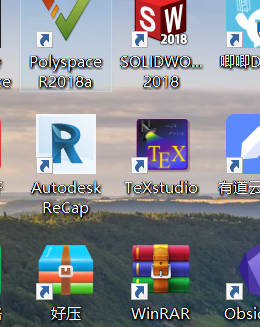 Polyspace
R2018a
SW
2018
SOLIDWO...
2018
唧唧D
R
Autodesk
ReCap
TEX
TeXstudio
有道云
好压
WinRAR
Obsi